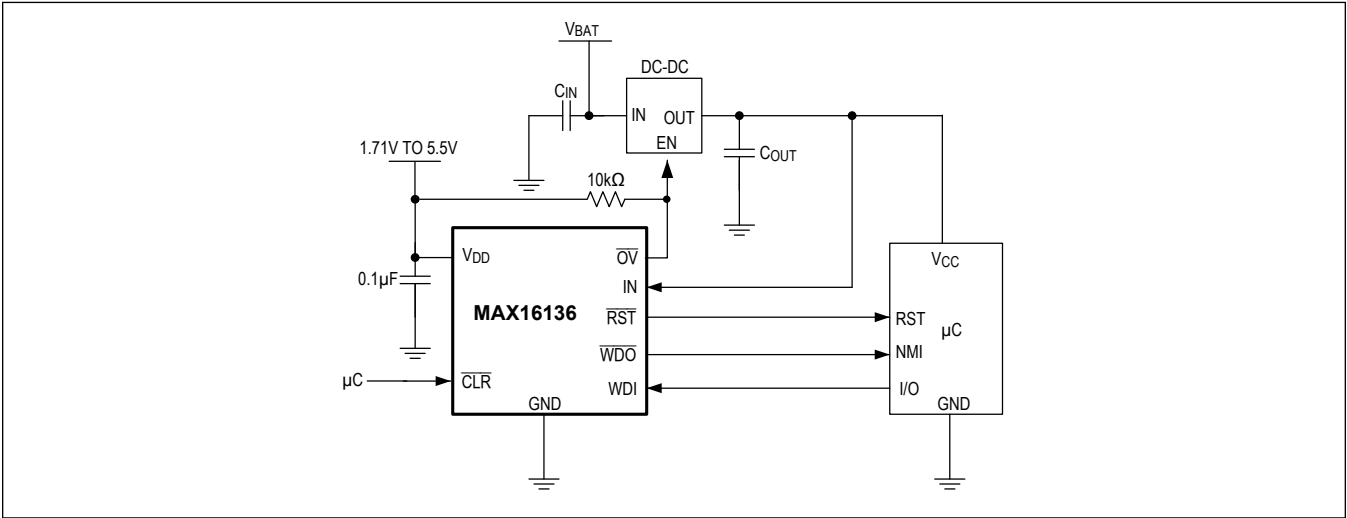 VBAT
DC-DC
CIN
IN OUT
EN
1.71V TO 5.5V
COUT
10kΩ
VDD
OV
VCC
0.1µF
IN
MAX16136
RST
RST
µC
WDO
NMI
µC
CLR
WDI
I/O
GND
GND